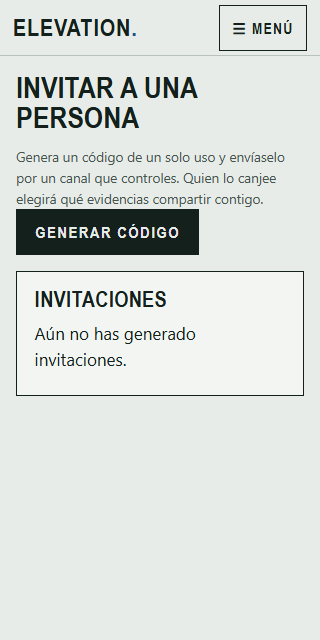 ELEVATION.
☰ MENÚ
INVITAR A UNA
PERSONA
Genera un código de un solo uso y envíaselo
por un canal que controles. Quien lo canjee
elegirá qué evidencias compartir contigo.
GENERAR CÓDIGO
INVITACIONES
Aún no has generado
invitaciones.